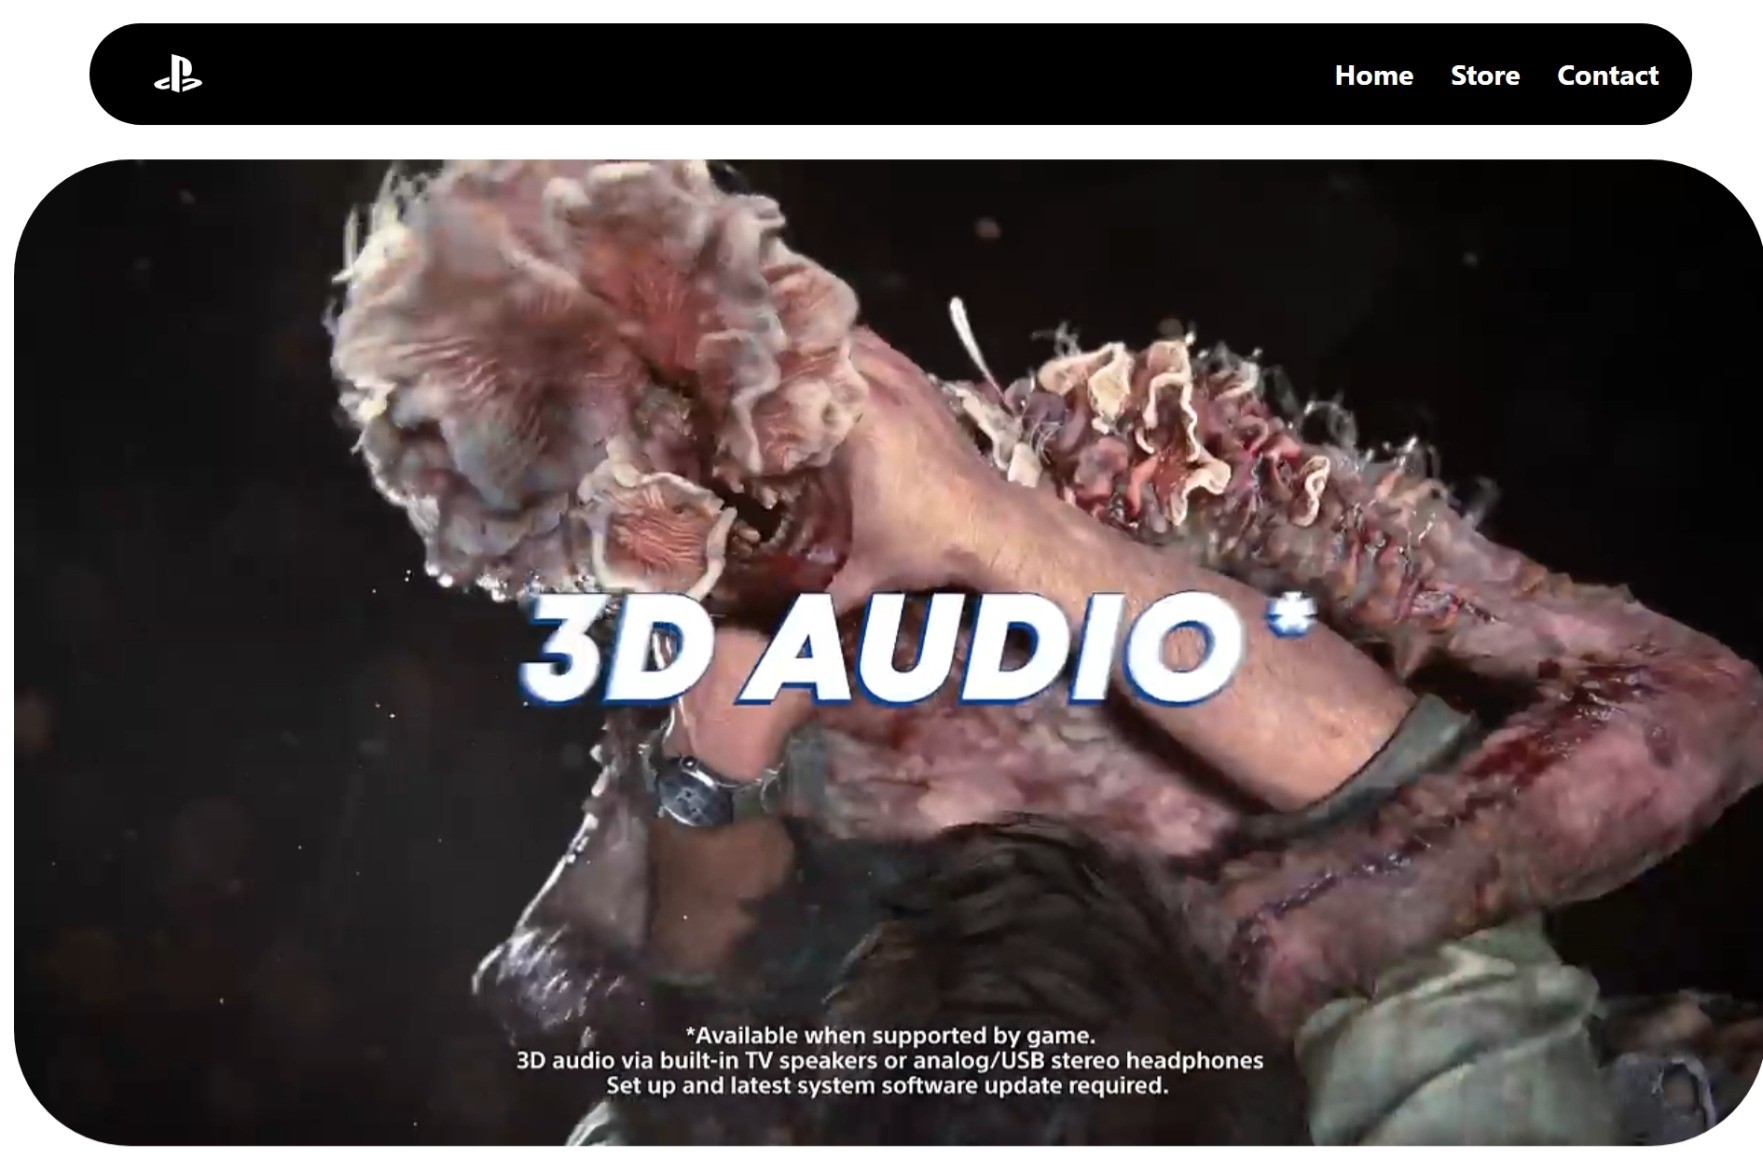 Home Store Contact
3D AUDIO*
*Available when supported by game.
3D audio via built-in TV speakers or analog/USB stereo headphones
Set up and latest system software update required.